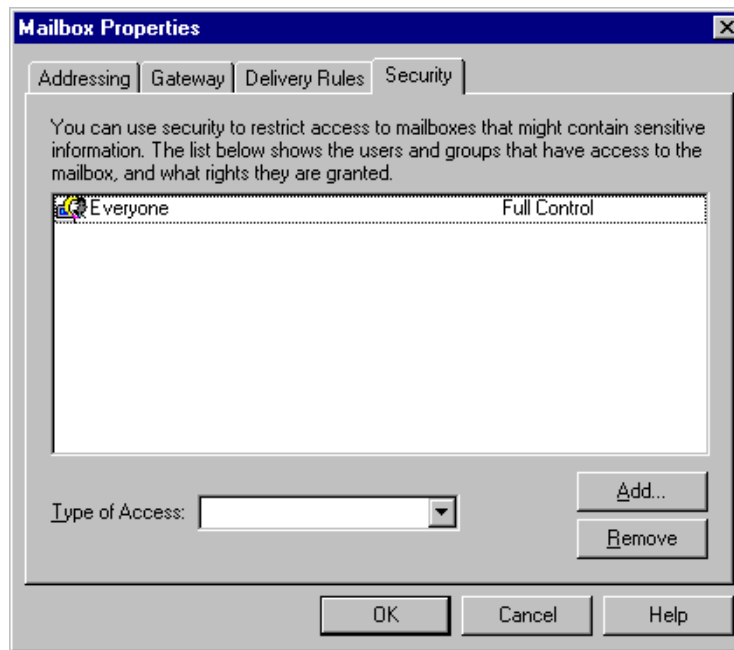 Mailbox Properties
Addressing Gateway Delivery Rules Security
You can use security to restrict access to mailboxes that might contain sensitive
information. The list below shows the users and groups that have access to the
mailbox, and what rights they are granted.
Everyone Full Control
Add...
Type of Access:
Remove
OK Cancel Help